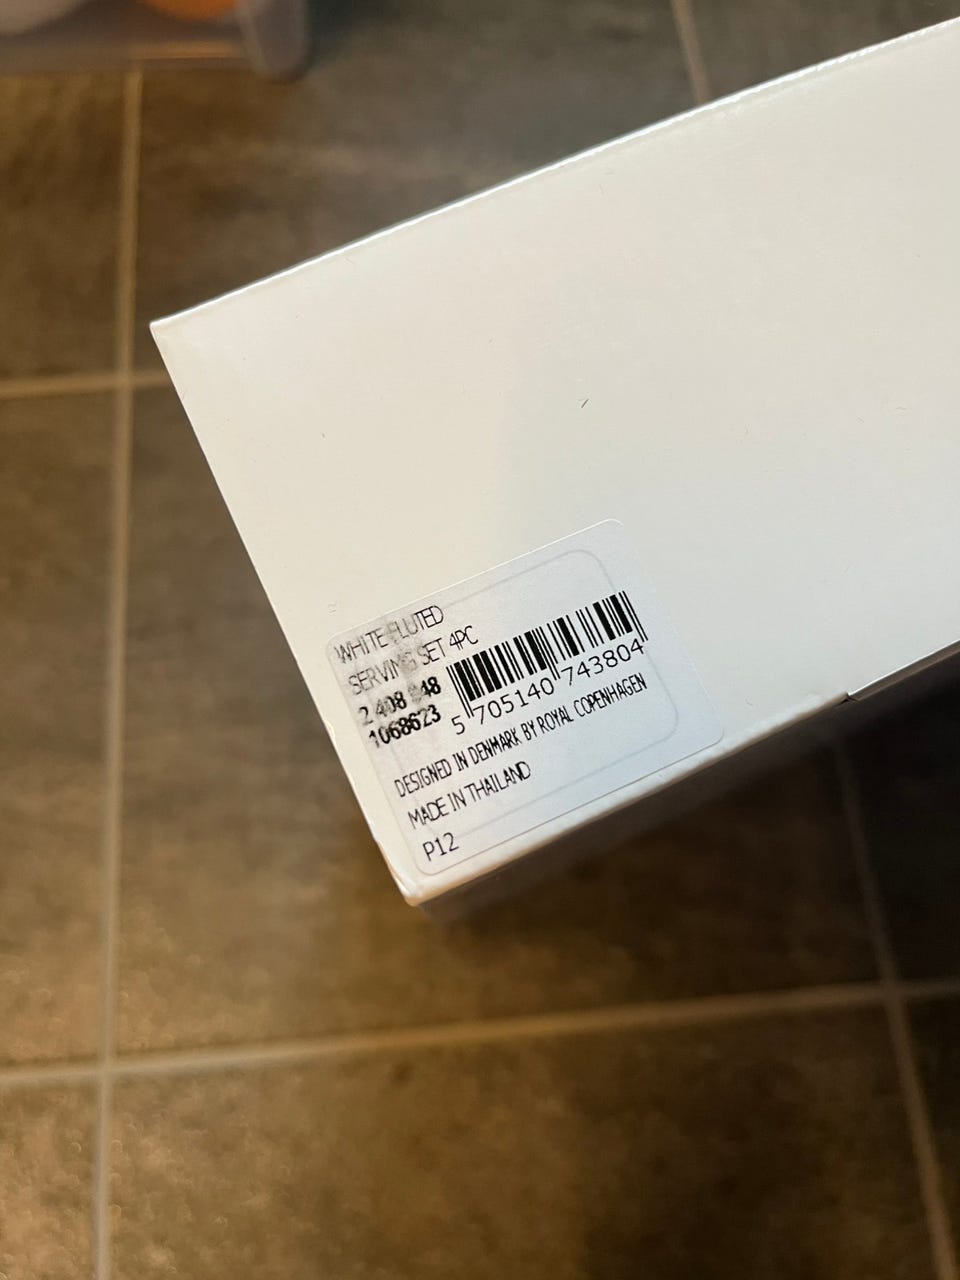 WHITE FLUTED
SERVING SET 4PC
2 408
1068623
5 705140 743804
DESIGNED IN DENMARK BY ROYAL COPENHAGEN
MADE IN THAILAND
P12